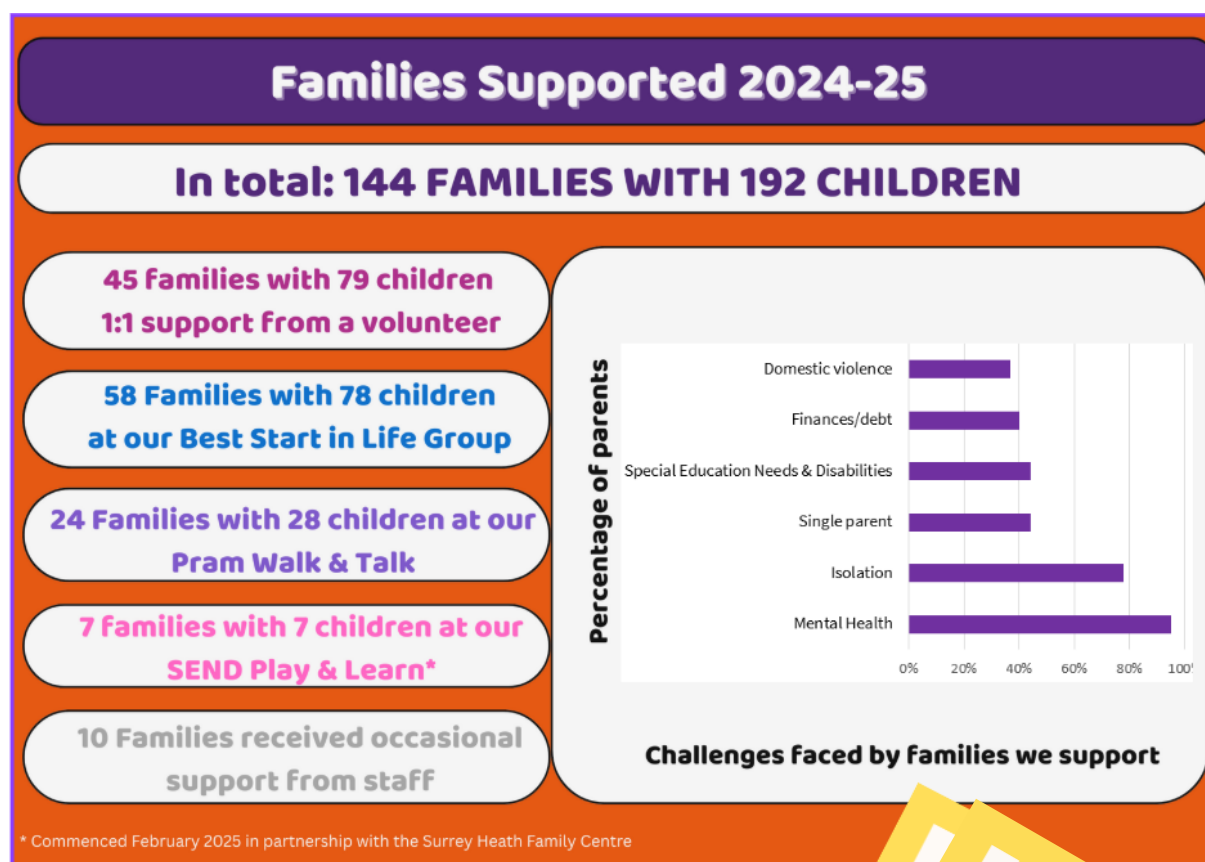 Families Supported 2024-25
In total: 144 FAMILIES WITH 192 CHILDREN
45 families with 79 children
1:1 support from a volunteer
58 Families with 78 children
at our Best Start in Life Group
24 Families with 28 children at our
Pram Walk & Talk
7 families with 7 children at our
SEND Play & Learn*
10 Families received occasional
support from staff
* Commenced February 2025 in partnership with the Surrey Heath Family Centre
Percentage of parents
Domestic violence
Finances/debt
Special Education Needs & Disabilities
Single parent
Isolation
Mental Health
0% 20% 40% 60% 80% 100%
Challenges faced by families we support